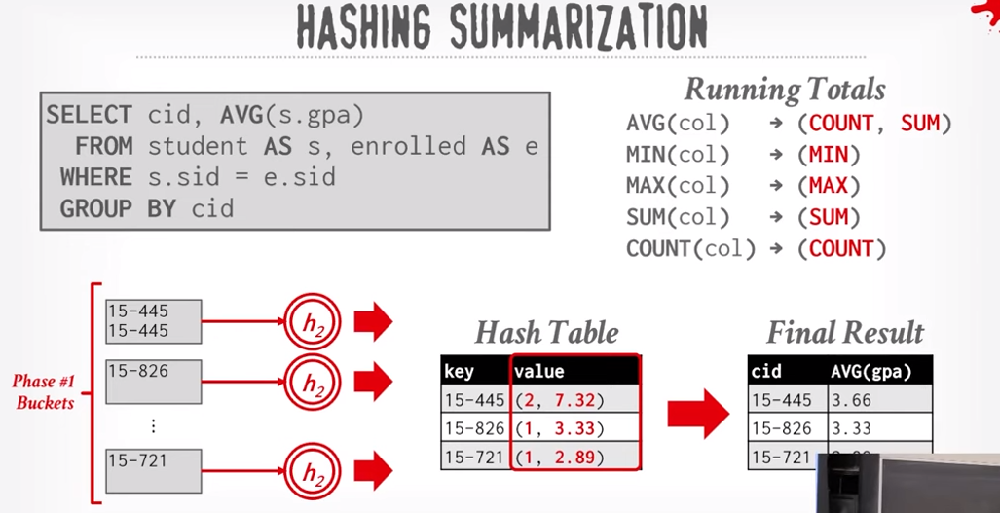 HASHING SUMMARIZATION
SELECT cid, AVG(s.gpa)
FROM student AS s, enrolled AS e
WHERE s.sid = e.sid
GROUP BY cid
Running Totals
AVG(col) → (COUNT, SUM)
MIN(col) → (MIN)
MAX(col) → (MAX)
SUM(col) → (SUM)
COUNT(col) → (COUNT)
Phase #1
Buckets
15-445
15-445
h2
15-826
h2
⋮
15-721
h2
Hash Table
key value
15-445 (2, 7.32)
15-826 (1, 3.33)
15-721 (1, 2.89)
Final Result
cid AVG(gpa)
15-445 3.66
15-826 3.33
15-721